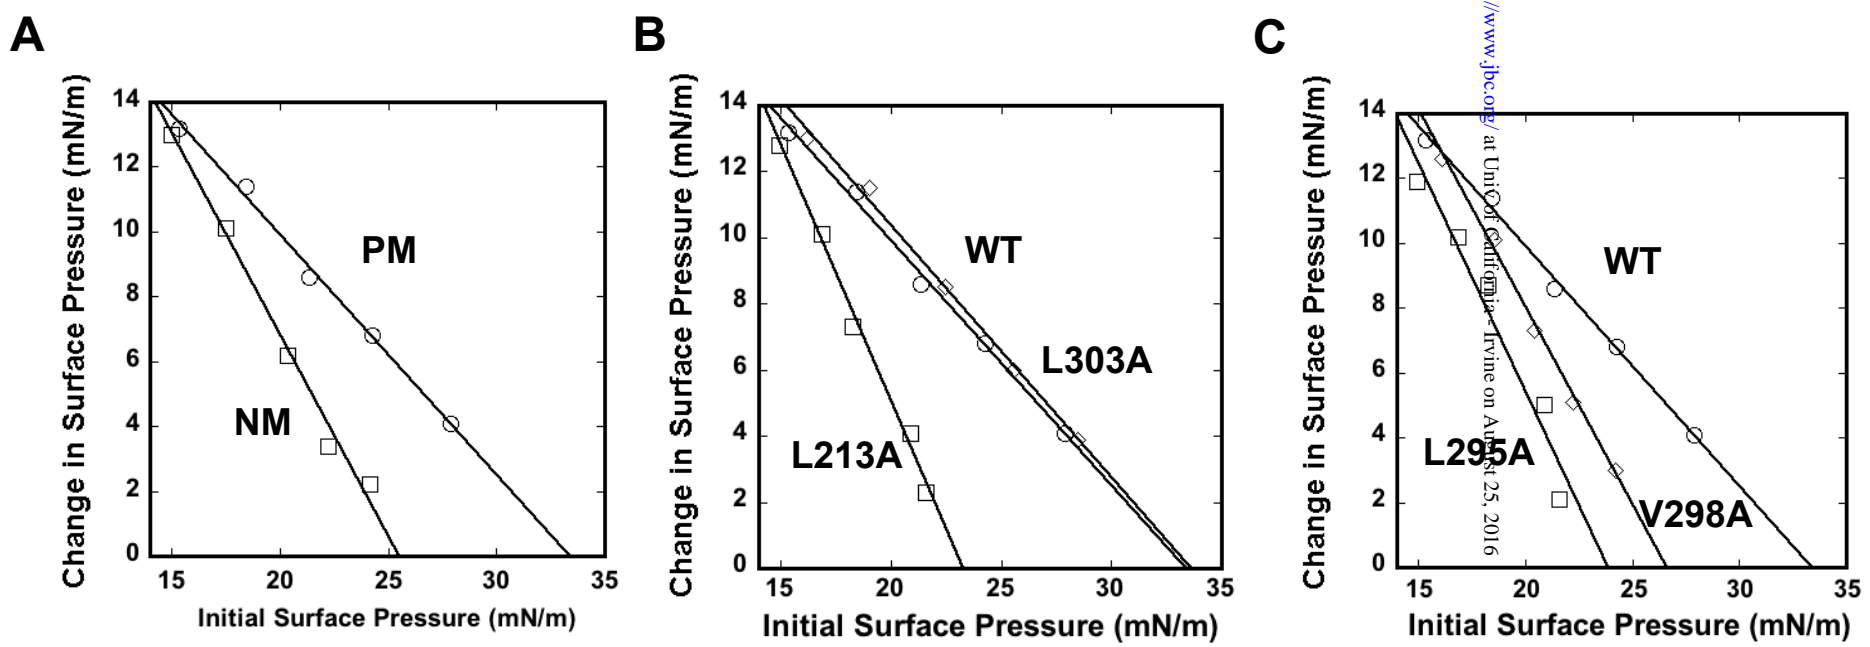 A
B
C
Change in Surface Pressure (mN/m)
14
12
10
8
6
4
2
0
PM
NM
15
20
25
30
35
Initial Surface Pressure (mN/m)
Change in Surface Pressure (mN/m)
14
12
10
8
6
4
2
0
WT
L303A
L213A
15
20
25
30
35
Initial Surface Pressure (mN/m)
Change in Surface Pressure (mN/m)
14
12
10
8
6
4
2
0
WT
L295A
V298A
15
20
25
30
35
Initial Surface Pressure (mN/m)
//www.jbc.org/ at Univ of California - Irvine on August 25, 2016